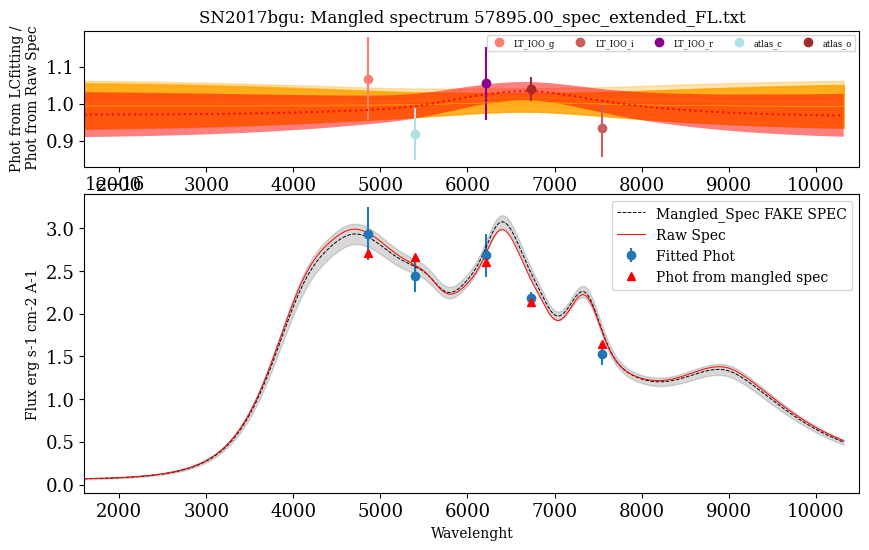 SN2017bgu: Mangled spectrum 57895.00_spec_extended_FL.txt
Phot from LCfitting /
Phot from Raw Spec
LT_IOO_g LT_IOO_i LT_IOO_r atlas_c atlas_o
1.1
1.0
0.9
2000 3000 4000 5000 6000 7000 8000 9000 10000
1e−16
Flux erg s-1 cm-2 A-1
Mangled_Spec FAKE SPEC
Raw Spec
Fitted Phot
Phot from mangled spec
3.0
2.5
2.0
1.5
1.0
0.5
0.0
2000 3000 4000 5000 6000 7000 8000 9000 10000
Wavelenght